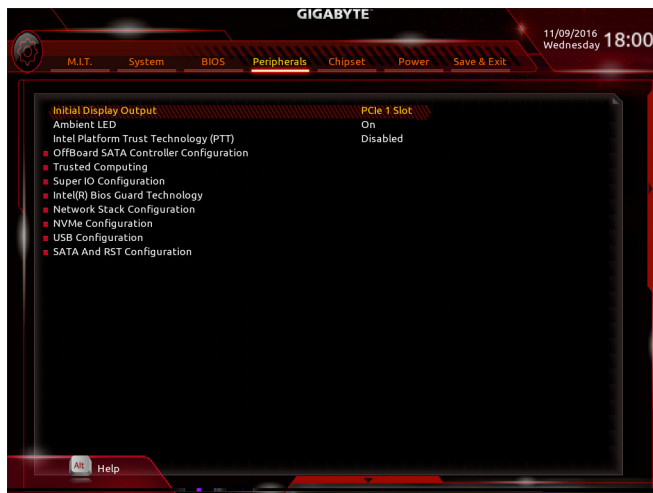 GIGABYTE™
11/09/2016
Wednesday 18:00
M.I.T. System BIOS Peripherals Chipset Power Save & Exit
Initial Display Output PCIe 1 Slot
Ambient LED On
Intel Platform Trust Technology (PTT) Disabled
OffBoard SATA Controller Configuration
Trusted Computing
Super IO Configuration
Intel(R) Bios Guard Technology
Network Stack Configuration
NVMe Configuration
USB Configuration
SATA And RST Configuration
Alt Help